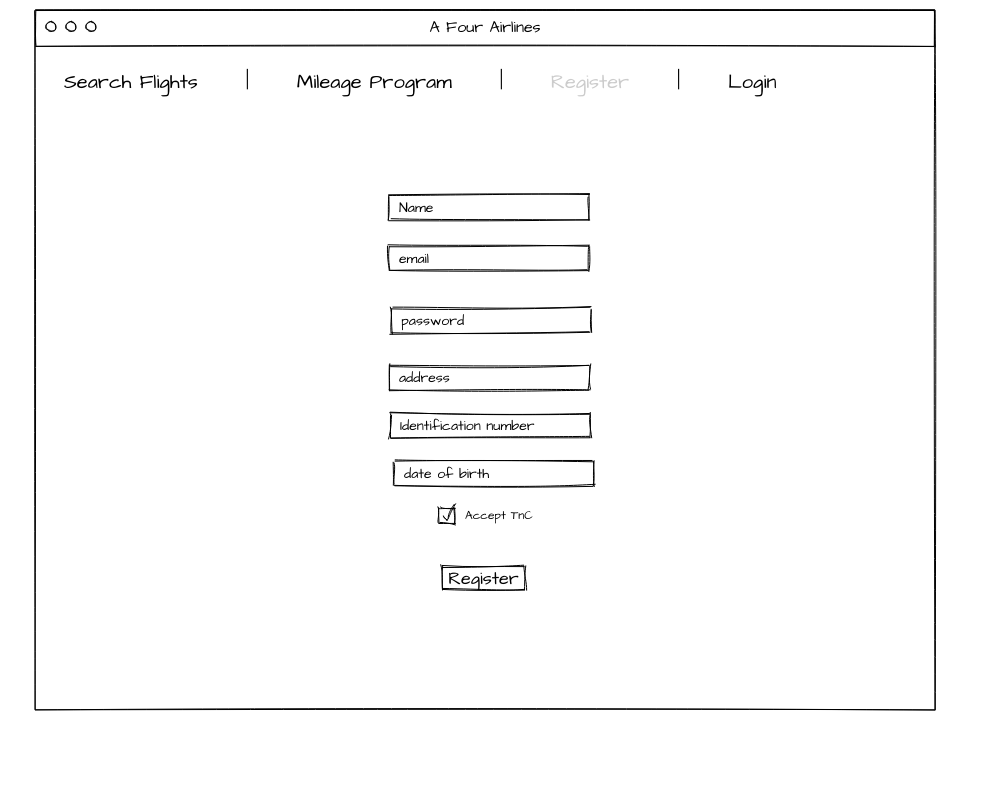 A Four Airlines
Search Flights | Mileage Program | Register | Login
Name
email
password
address
Identification number
date of birth
Accept TnC
Register